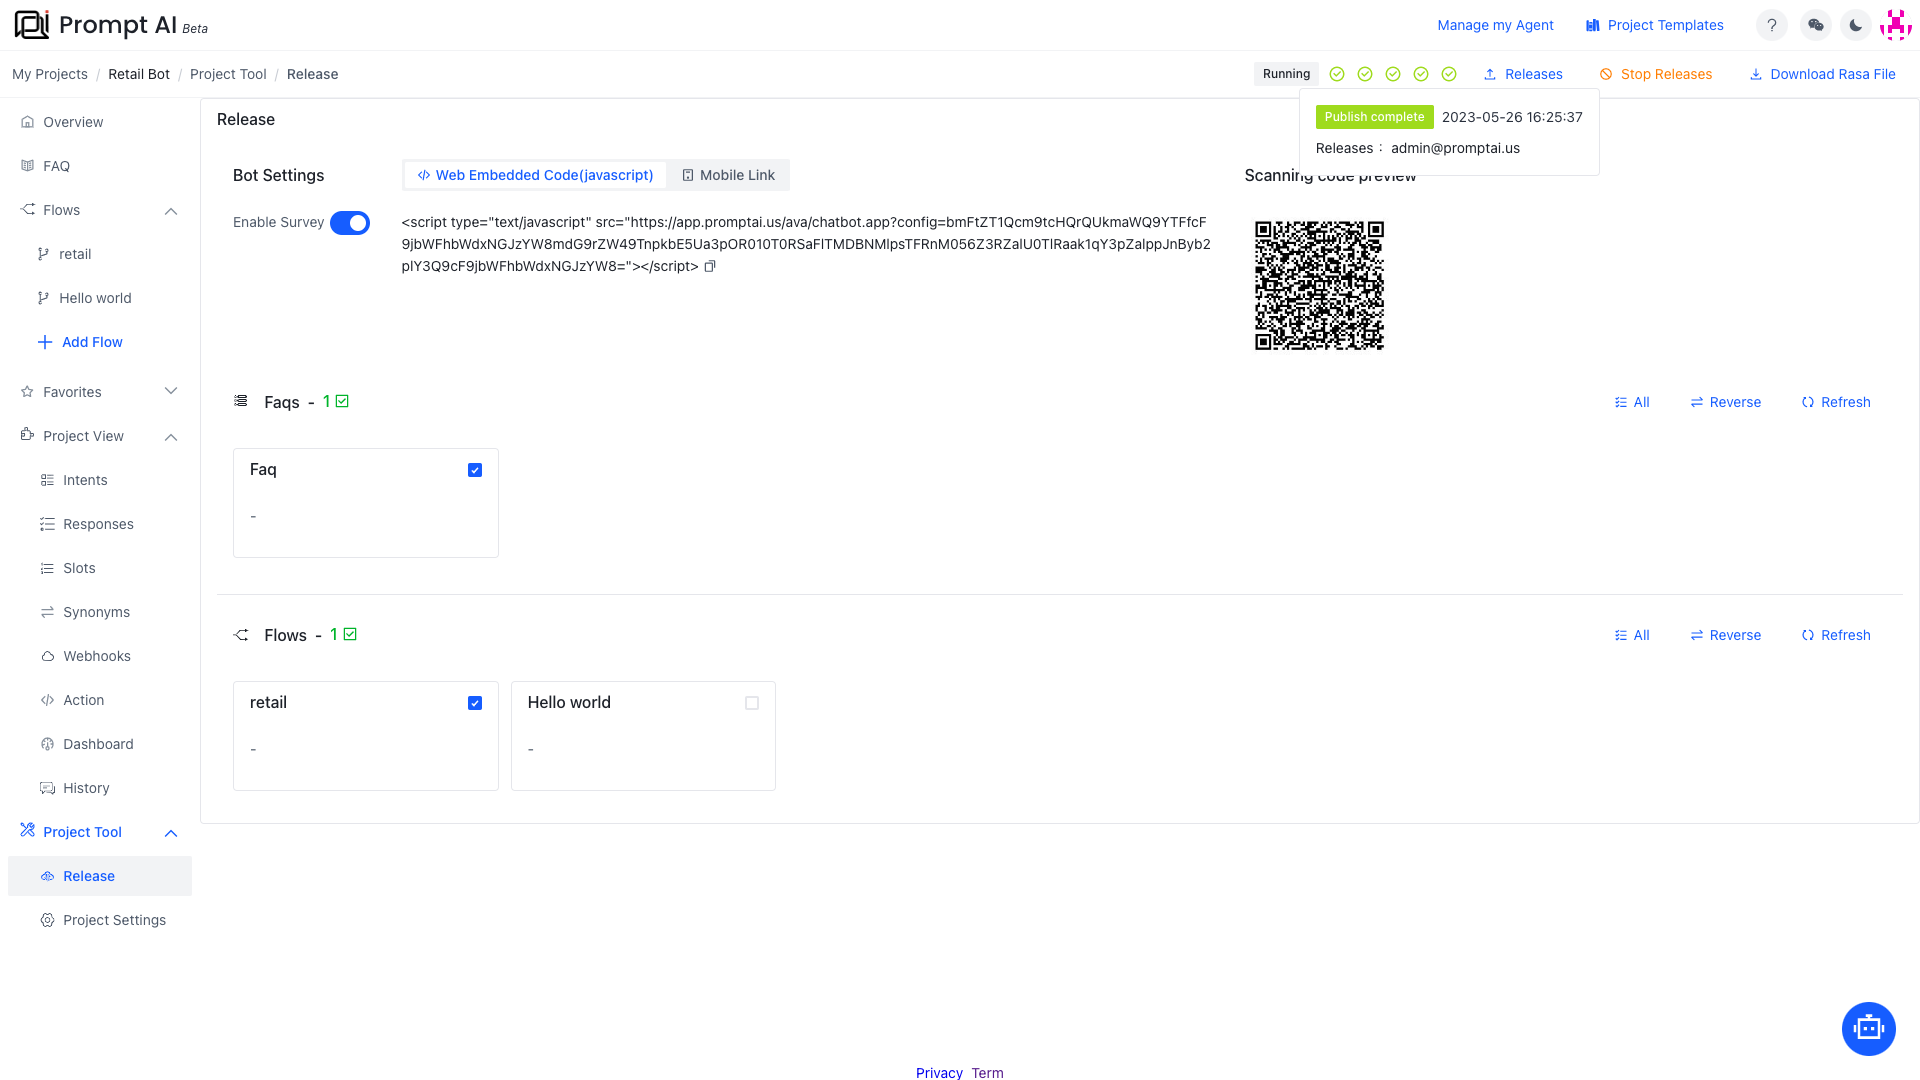 Prompt AI Beta
Manage my Agent
Project Templates
My Projects / Retail Bot / Project Tool / Release
Running
Releases
Stop Releases
Download Rasa File
Publish complete 2023-05-26 16:25:37
Releases : admin@promptai.us
Overview
FAQ
Flows
retail
Hello world
Add Flow
Favorites
Project View
Intents
Responses
Slots
Synonyms
Webhooks
Action
Dashboard
History
Project Tool
Release
Project Settings
Release
Bot Settings
Web Embedded Code(javascript)
Mobile Link
Scanning code preview
Enable Survey
<script type="text/javascript" src="https://app.promptai.us/ava/chatbot.app?config=bmFtZT1Qcm9tcHQrQUkmaWQ9YTFfcF
9jbWFhbWdxNGJzYW8mdG9rZW49TnpkbE5Ua3pOR010T0RSaFlTMDBNMlpsTFRnM056Z3RZalU0TlRaak1qY3pZalppJnByb2
plY3Q9cF9jbWFhbWdxNGJzYW8="></script>
Faqs - 1
All
Reverse
Refresh
Faq
-
Flows - 1
All
Reverse
Refresh
retail
-
Hello world
-
Privacy Term